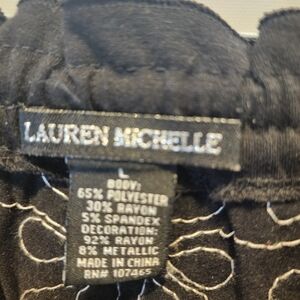 LAUREN MICHELLE
L
BODY:
65% POLYESTER
30% RAYON
5% SPANDEX
DECORATION:
92% RAYON
8% METALLIC
MADE IN CHINA
RN# 107465